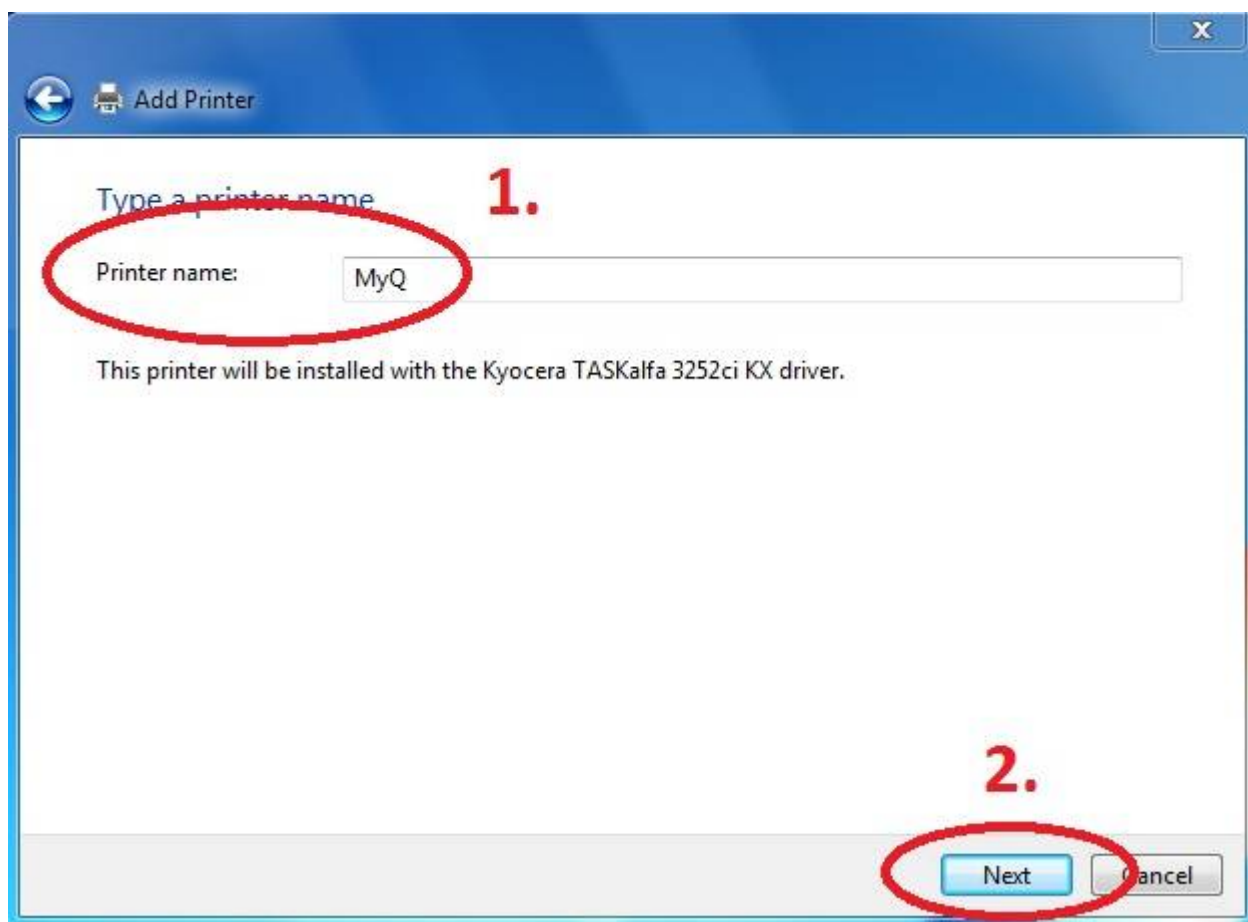 X
Add Printer
Type a printer name
1.
Printer name:
MyQ
This printer will be installed with the Kyocera TASKalfa 3252ci KX driver.
2.
Next
Cancel